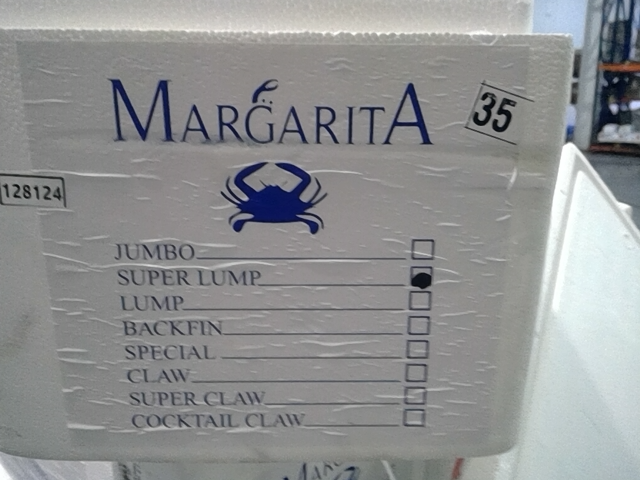 MARGARITA
35
128124
JUMBO
SUPER LUMP
LUMP
BACKFIN
SPECIAL
CLAW
SUPER CLAW
COCKTAIL CLAW